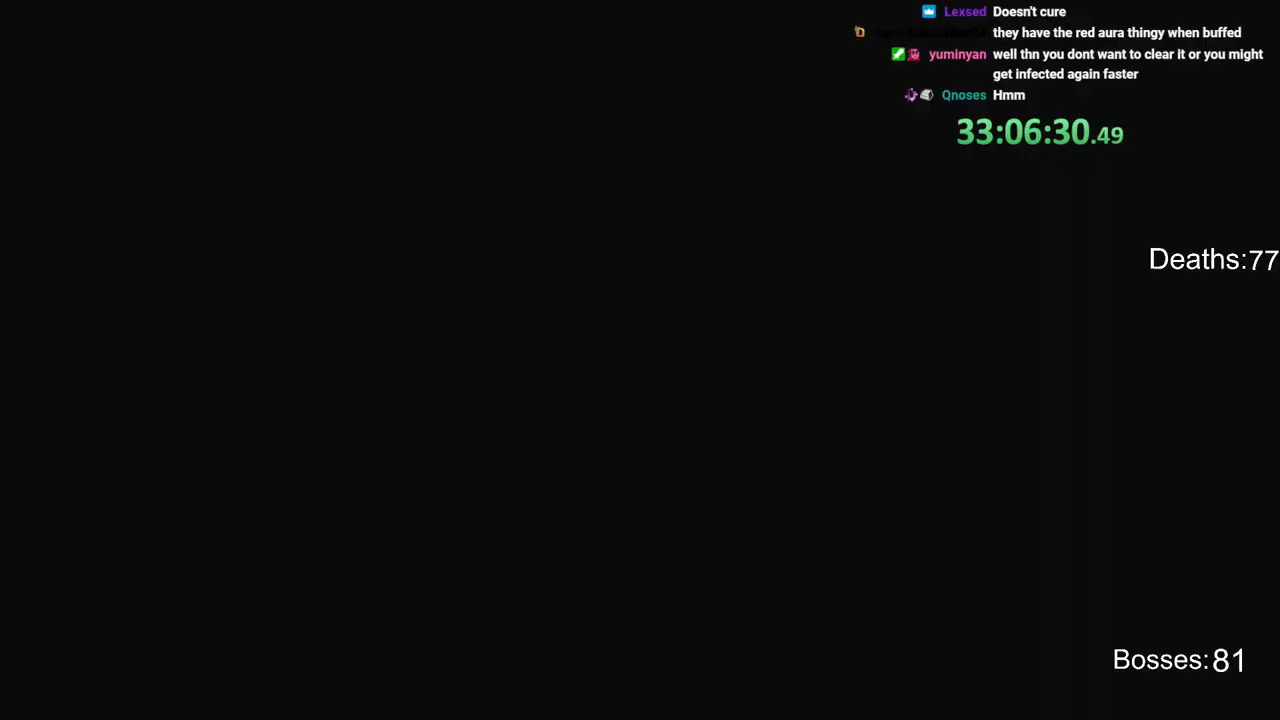 Lexsed Doesn't cure
they have the red aura thingy when buffed
yuminyan well thn you dont want to clear it or you might
get infected again faster
Qnoses Hmm
33:06:30.49
Deaths:77
Bosses:81